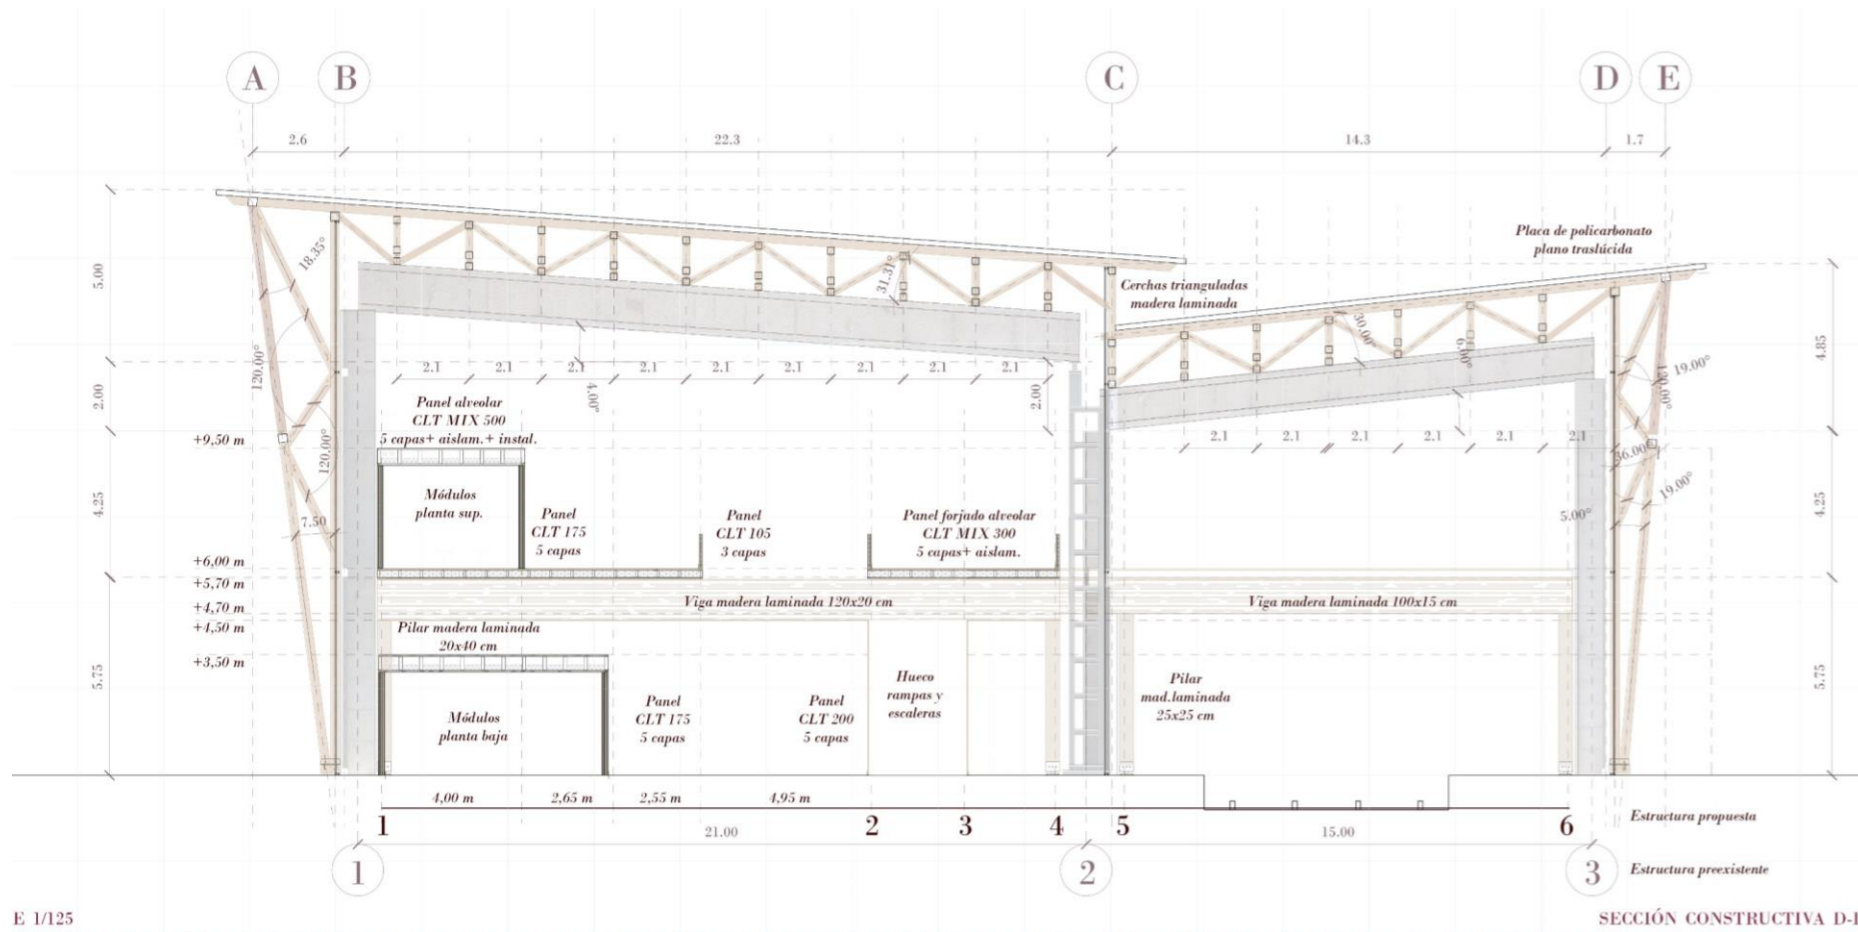 A
B
C
D
E
2.6
22.3
14.3
1.7
Placa de policarbonato
plano traslúcida
18.35°
5.00
31.31°
Cerchas trianguladas
madera laminada
30.00°
4.85
120.00°
2.1
2.1
2.1
2.1
2.1
2.1
2.1
2.1
2.1
19.00°
2.00
4.00°
2.00
Panel alveolar
CLT MIX 500
5 capas+ aislam.+ instal.
+9,50 m
2.1
2.1
2.1
2.1
2.1
2.1
120.00°
36.00°
19.00°
Módulos
planta sup.
4.25
7.50
Panel
CLT 175
5 capas
Panel
CLT 105
3 capas
Panel forjado alveolar
CLT MIX 300
5 capas+ aislam.
5.00°
4.25
+6,00 m
+5,70 m
+4,70 m
+4,50 m
+3,50 m
Viga madera laminada 120x20 cm
Viga madera laminada 100x15 cm
Pilar madera laminada
20x40 cm
5.75
Módulos
planta baja
Panel
CLT 175
5 capas
Panel
CLT 200
5 capas
Hueco
rampas y
escaleras
Pilar
mad.laminada
25x25 cm
5.75
4,00 m
2,65 m
2,55 m
4,95 m
1
2
3
4
5
6
Estructura propuesta
21.00
15.00
1
2
3
Estructura preexistente
E 1/125
SECCIÓN CONSTRUCTIVA